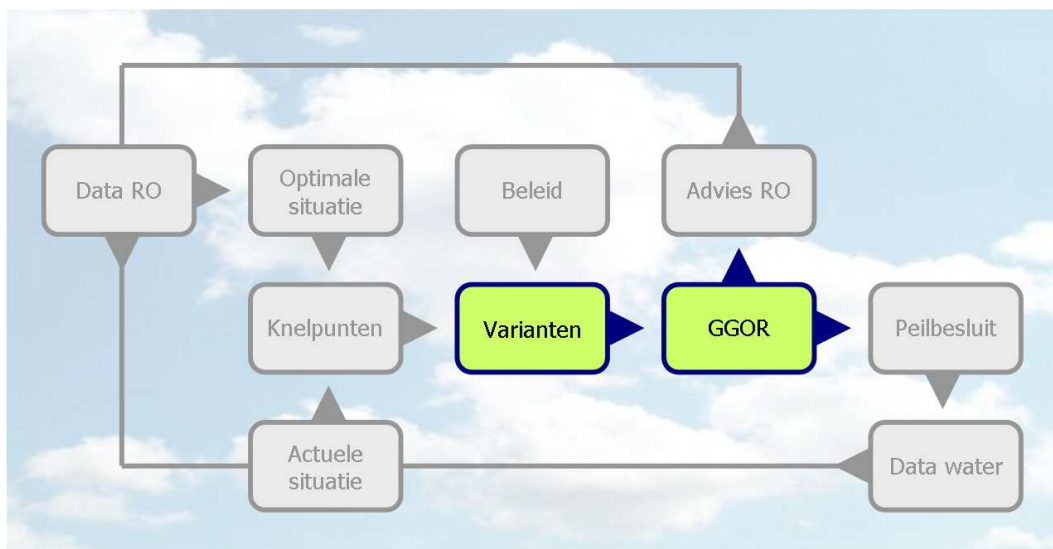 Data RO
Optimale
situatie
Beleid
Advies RO
Knelpunten
Varianten
GGOR
Peilbesluit
Actuele
situatie
Data water